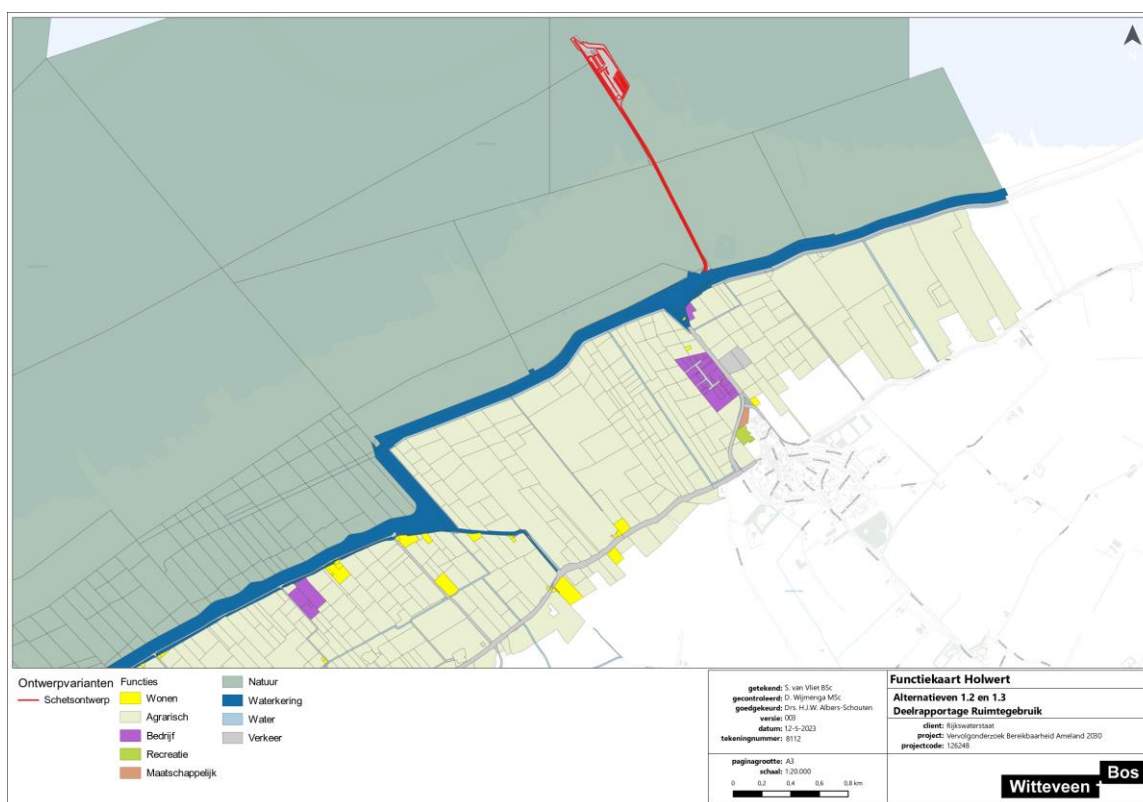 Ontwerpvarianten
Schetsontwerp
Functies
Wonen
Agrarisch
Bedrijf
Recreatie
Maatschappelijk
Natuur
Waterkering
Water
Verkeer
getekend: S. van Vliet BSc
gecontroleerd: D. Wijmenga MSc
goedgekeurd: Drs. H.J.W. Albers-Schouten
versie: 003
datum: 12-5-2023
tekeningnummer: 8112
paginagrootte: A3
schaal: 1:20.000
0 0,2 0,4 0,6 0,8 km
Functiekaart Holwert
Alternatieven 1.2 en 1.3
Deelrapportage Ruimtegebruik
client: Rijkswaterstaat
project: Vervolgonderzoek Bereikbaarheid Ameland 2030
projectcode: 126248
Witteveen + Bos